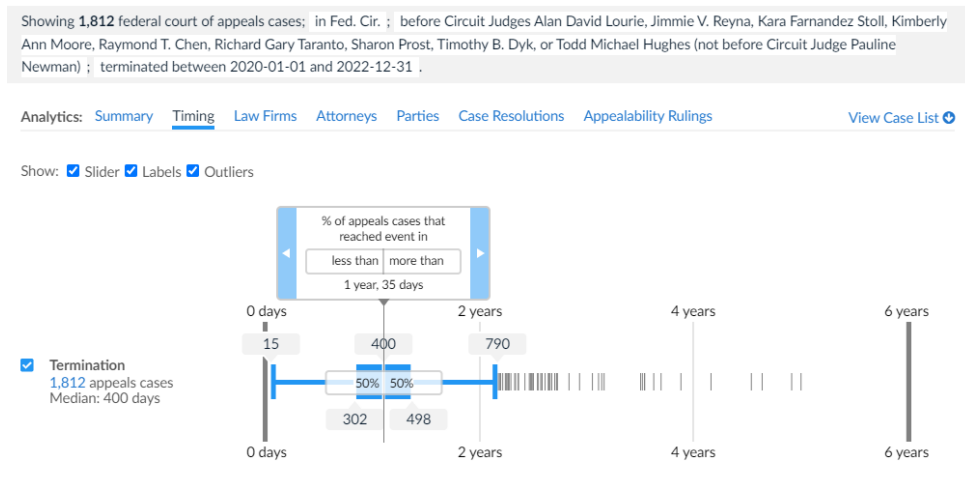 Showing 1,812 federal court of appeals cases; in Fed. Cir. ; before Circuit Judges Alan David Lourie, Jimmie V. Reyna, Kara Farnandez Stoll, Kimberly
Ann Moore, Raymond T. Chen, Richard Gary Taranto, Sharon Prost, Timothy B. Dyk, or Todd Michael Hughes (not before Circuit Judge Pauline
Newman) ; terminated between 2020-01-01 and 2022-12-31 .
Analytics: Summary Timing Law Firms Attorneys Parties Case Resolutions Appealability Rulings View Case List
Show: Slider Labels Outliers
% of appeals cases that
reached event in
less than more than
1 year, 35 days
0 days 2 years 4 years 6 years
15 400 790
Termination
1,812 appeals cases
Median: 400 days
50% 50%
302 498
0 days 2 years 4 years 6 years